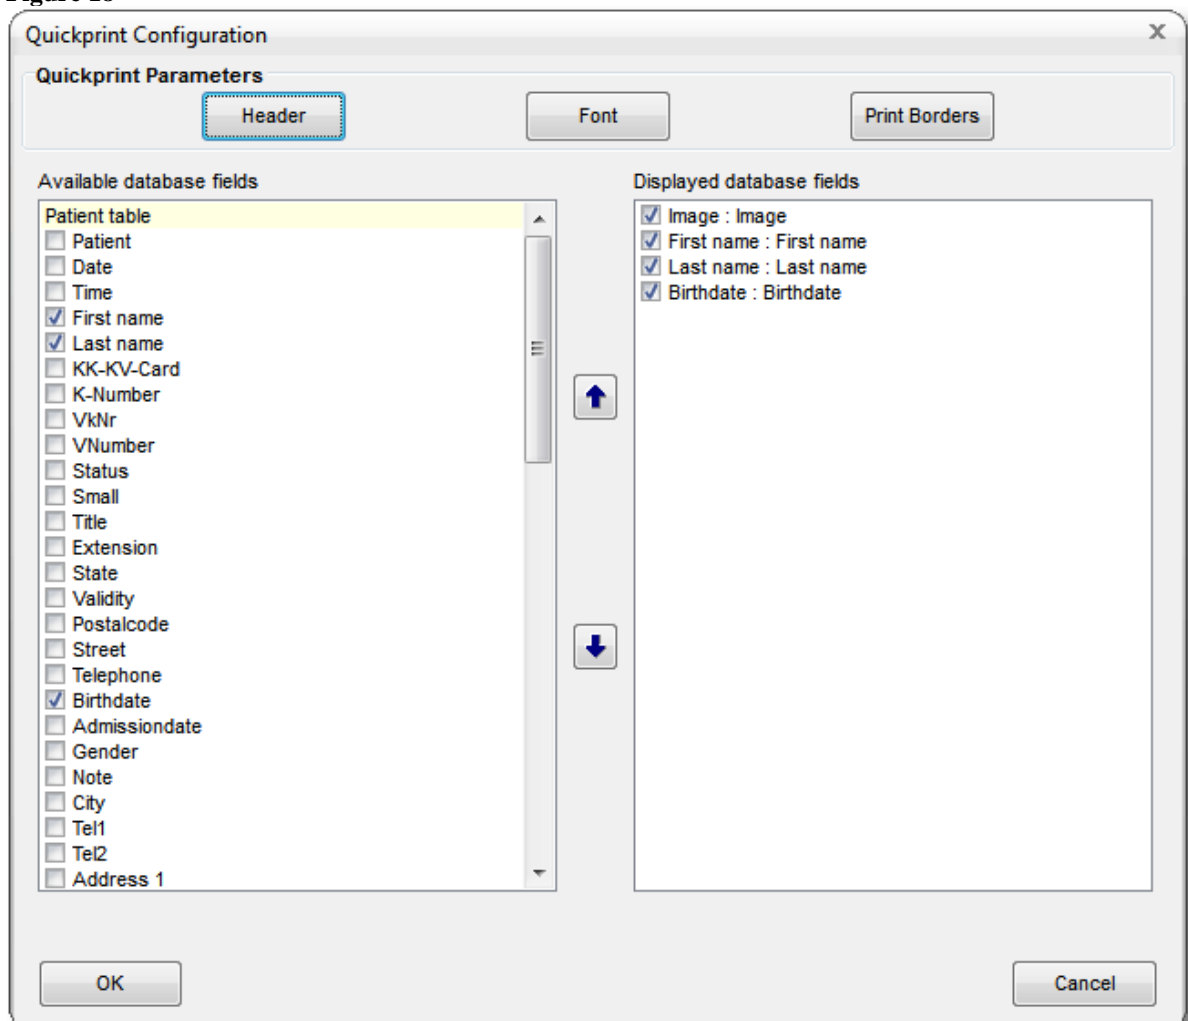 Figure 18
Quickprint Configuration
x
Quickprint Parameters
Header
Font
Print Borders
Available database fields
Displayed database fields
Patient table
Patient
Date
Time
First name
Last name
KK-KV-Card
K-Number
VkNr
VNumber
Status
Small
Title
Extension
State
Validity
Postalcode
Street
Telephone
Birthdate
Admissiondate
Gender
Note
City
Tel1
Tel2
Address 1
Image : Image
First name : First name
Last name : Last name
Birthdate : Birthdate
OK
Cancel